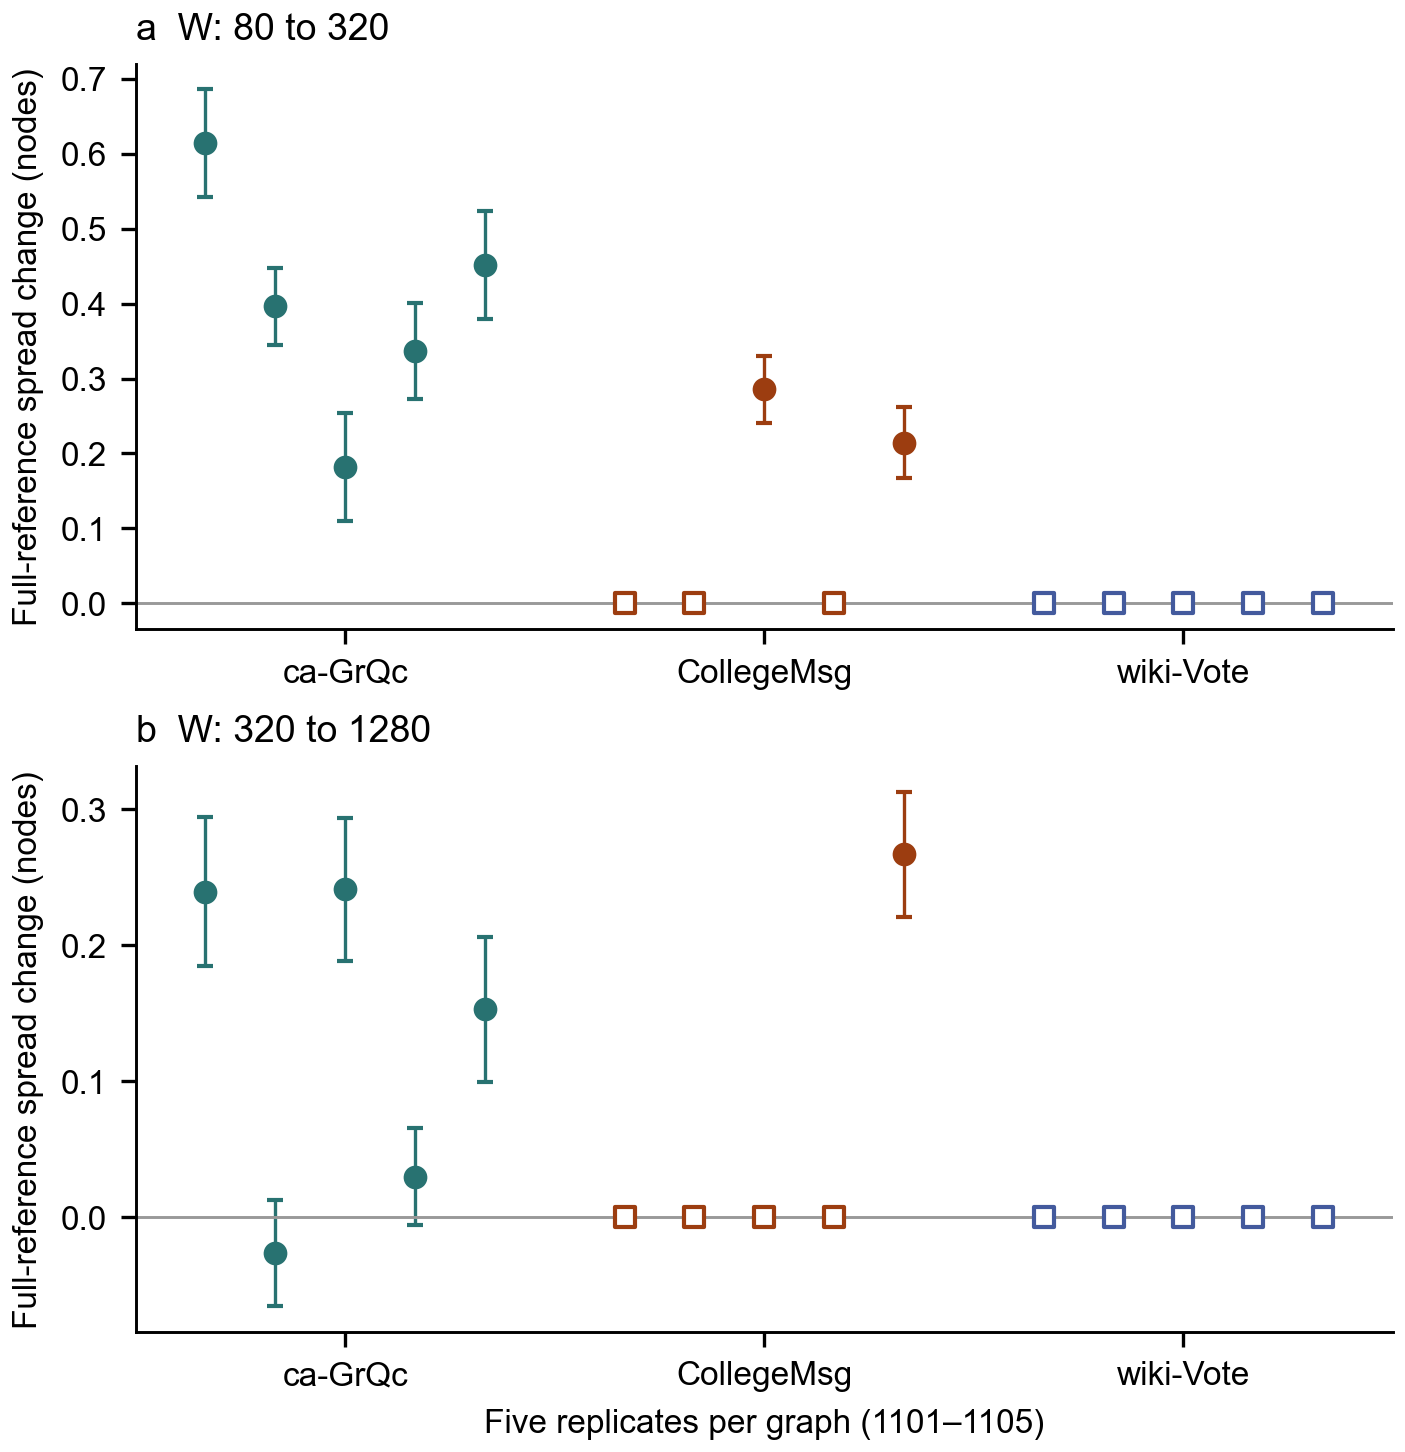 a  W: 80 to 320
Full-reference spread change (nodes)
0.7
0.6
0.5
0.4
0.3
0.2
0.1
0.0
ca-GrQc
CollegeMsg
wiki-Vote
b  W: 320 to 1280
Full-reference spread change (nodes)
0.3
0.2
0.1
0.0
ca-GrQc
CollegeMsg
wiki-Vote
Five replicates per graph (1101–1105)